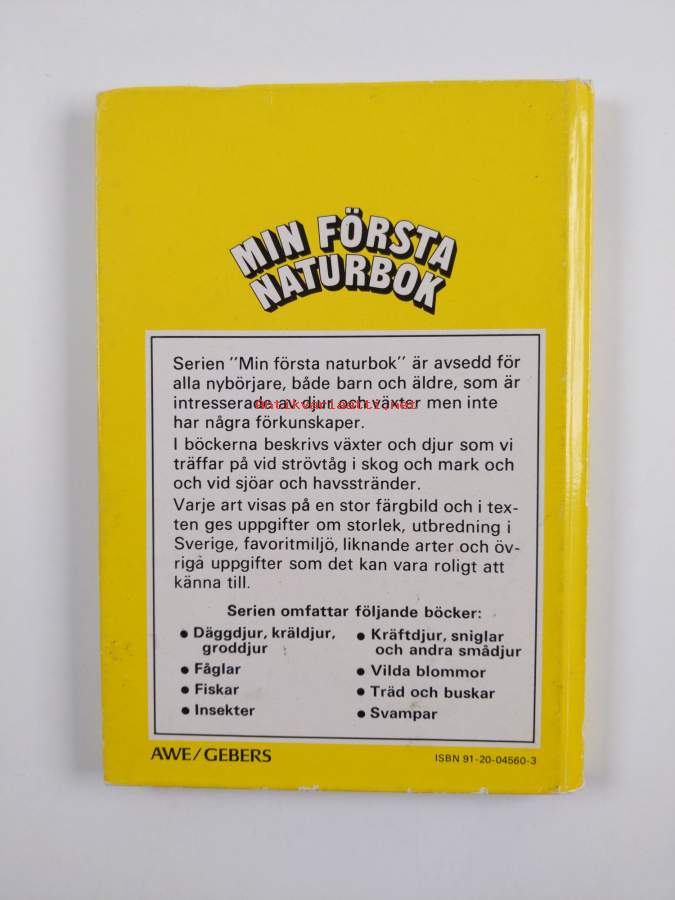 MIN FÖRSTA
NATURBOK
Serien "Min första naturbok" är avsedd för
alla nybörjare, både barn och äldre, som är
intresserade av djur och växter men inte
antikvariaatti.net
har några förkunskaper.
I böckerna beskrivs växter och djur som vi
träffar på vid strövtåg i skog och mark och
och vid sjöar och havsstränder.
Varje art visas på en stor färgbild och i tex-
ten ges uppgifter om storlek, utbredning i
Sverige, favoritmiljö, liknande arter och öv-
riga uppgifter som det kan vara roligt att
känna till.
Serien omfattar följande böcker:
• Däggdjur, kräldjur,
groddjur
• Fåglar
• Fiskar
• Insekter
• Kräftdjur, sniglar
och andra smådjur
• Vilda blommor
• Träd och buskar
• Svampar
AWE/GEBERS
ISBN 91-20-04560-3